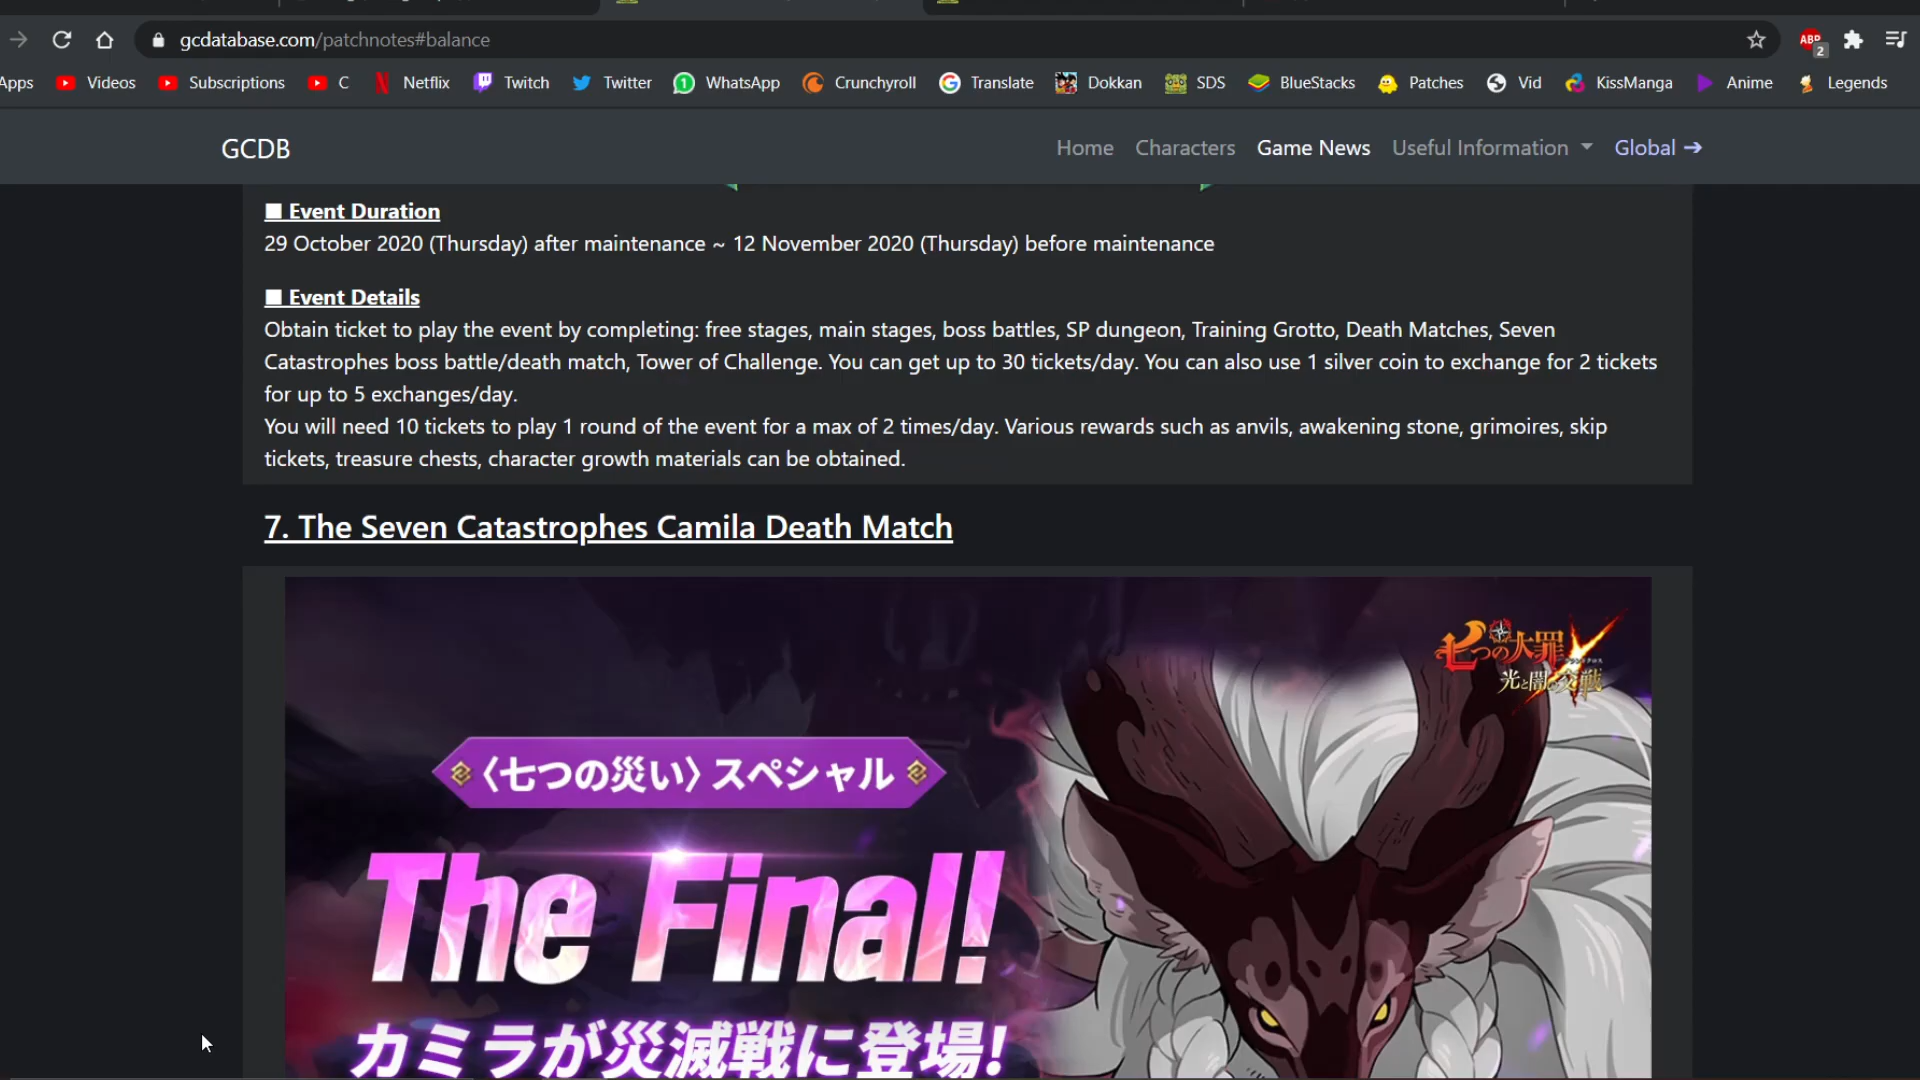 gcdatabase.com/patchnotes#balance
ABP
2
Apps Videos Subscriptions C Netflix Twitch Twitter WhatsApp Crunchyroll Translate Dokkan SDS BlueStacks Patches Vid KissManga Anime Legends
GCDB Home Characters Game News Useful Information Global →
■ Event Duration
29 October 2020 (Thursday) after maintenance ~ 12 November 2020 (Thursday) before maintenance
■ Event Details
Obtain ticket to play the event by completing: free stages, main stages, boss battles, SP dungeon, Training Grotto, Death Matches, Seven
Catastrophes boss battle/death match, Tower of Challenge. You can get up to 30 tickets/day. You can also use 1 silver coin to exchange for 2 tickets
for up to 5 exchanges/day.
You will need 10 tickets to play 1 round of the event for a max of 2 times/day. Various rewards such as anvils, awakening stone, grimoires, skip
tickets, treasure chests, character growth materials can be obtained.
7. The Seven Catastrophes Camila Death Match
七つの大罪
光と闇の交戦
〈七つの災い〉スペシャル
The Final!
カミラが災滅戦に登場!